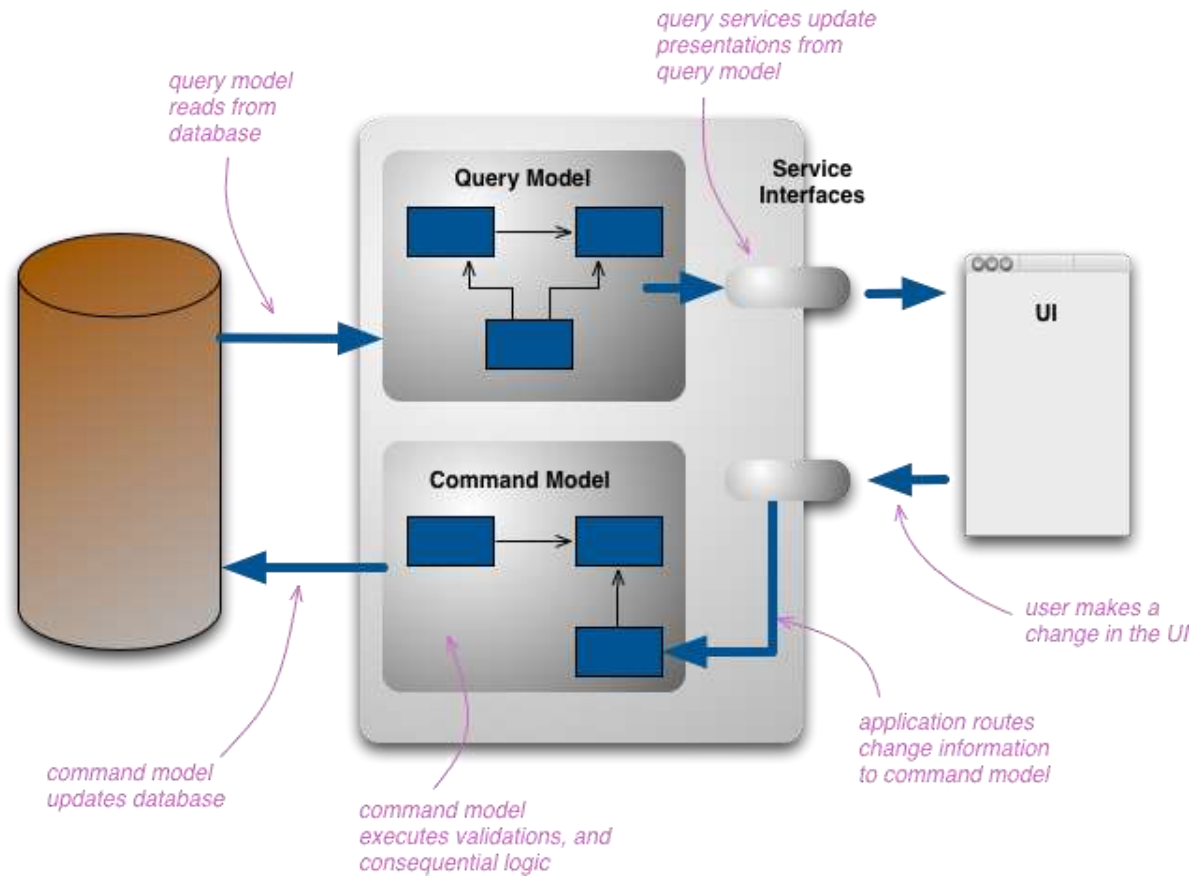 query services update
presentations from
query model
query model
reads from
database
Query Model
Service
Interfaces
UI
Command Model
user makes a
change in the UI
application routes
change information
to command model
command model
updates database
command model
executes validations, and
consequential logic